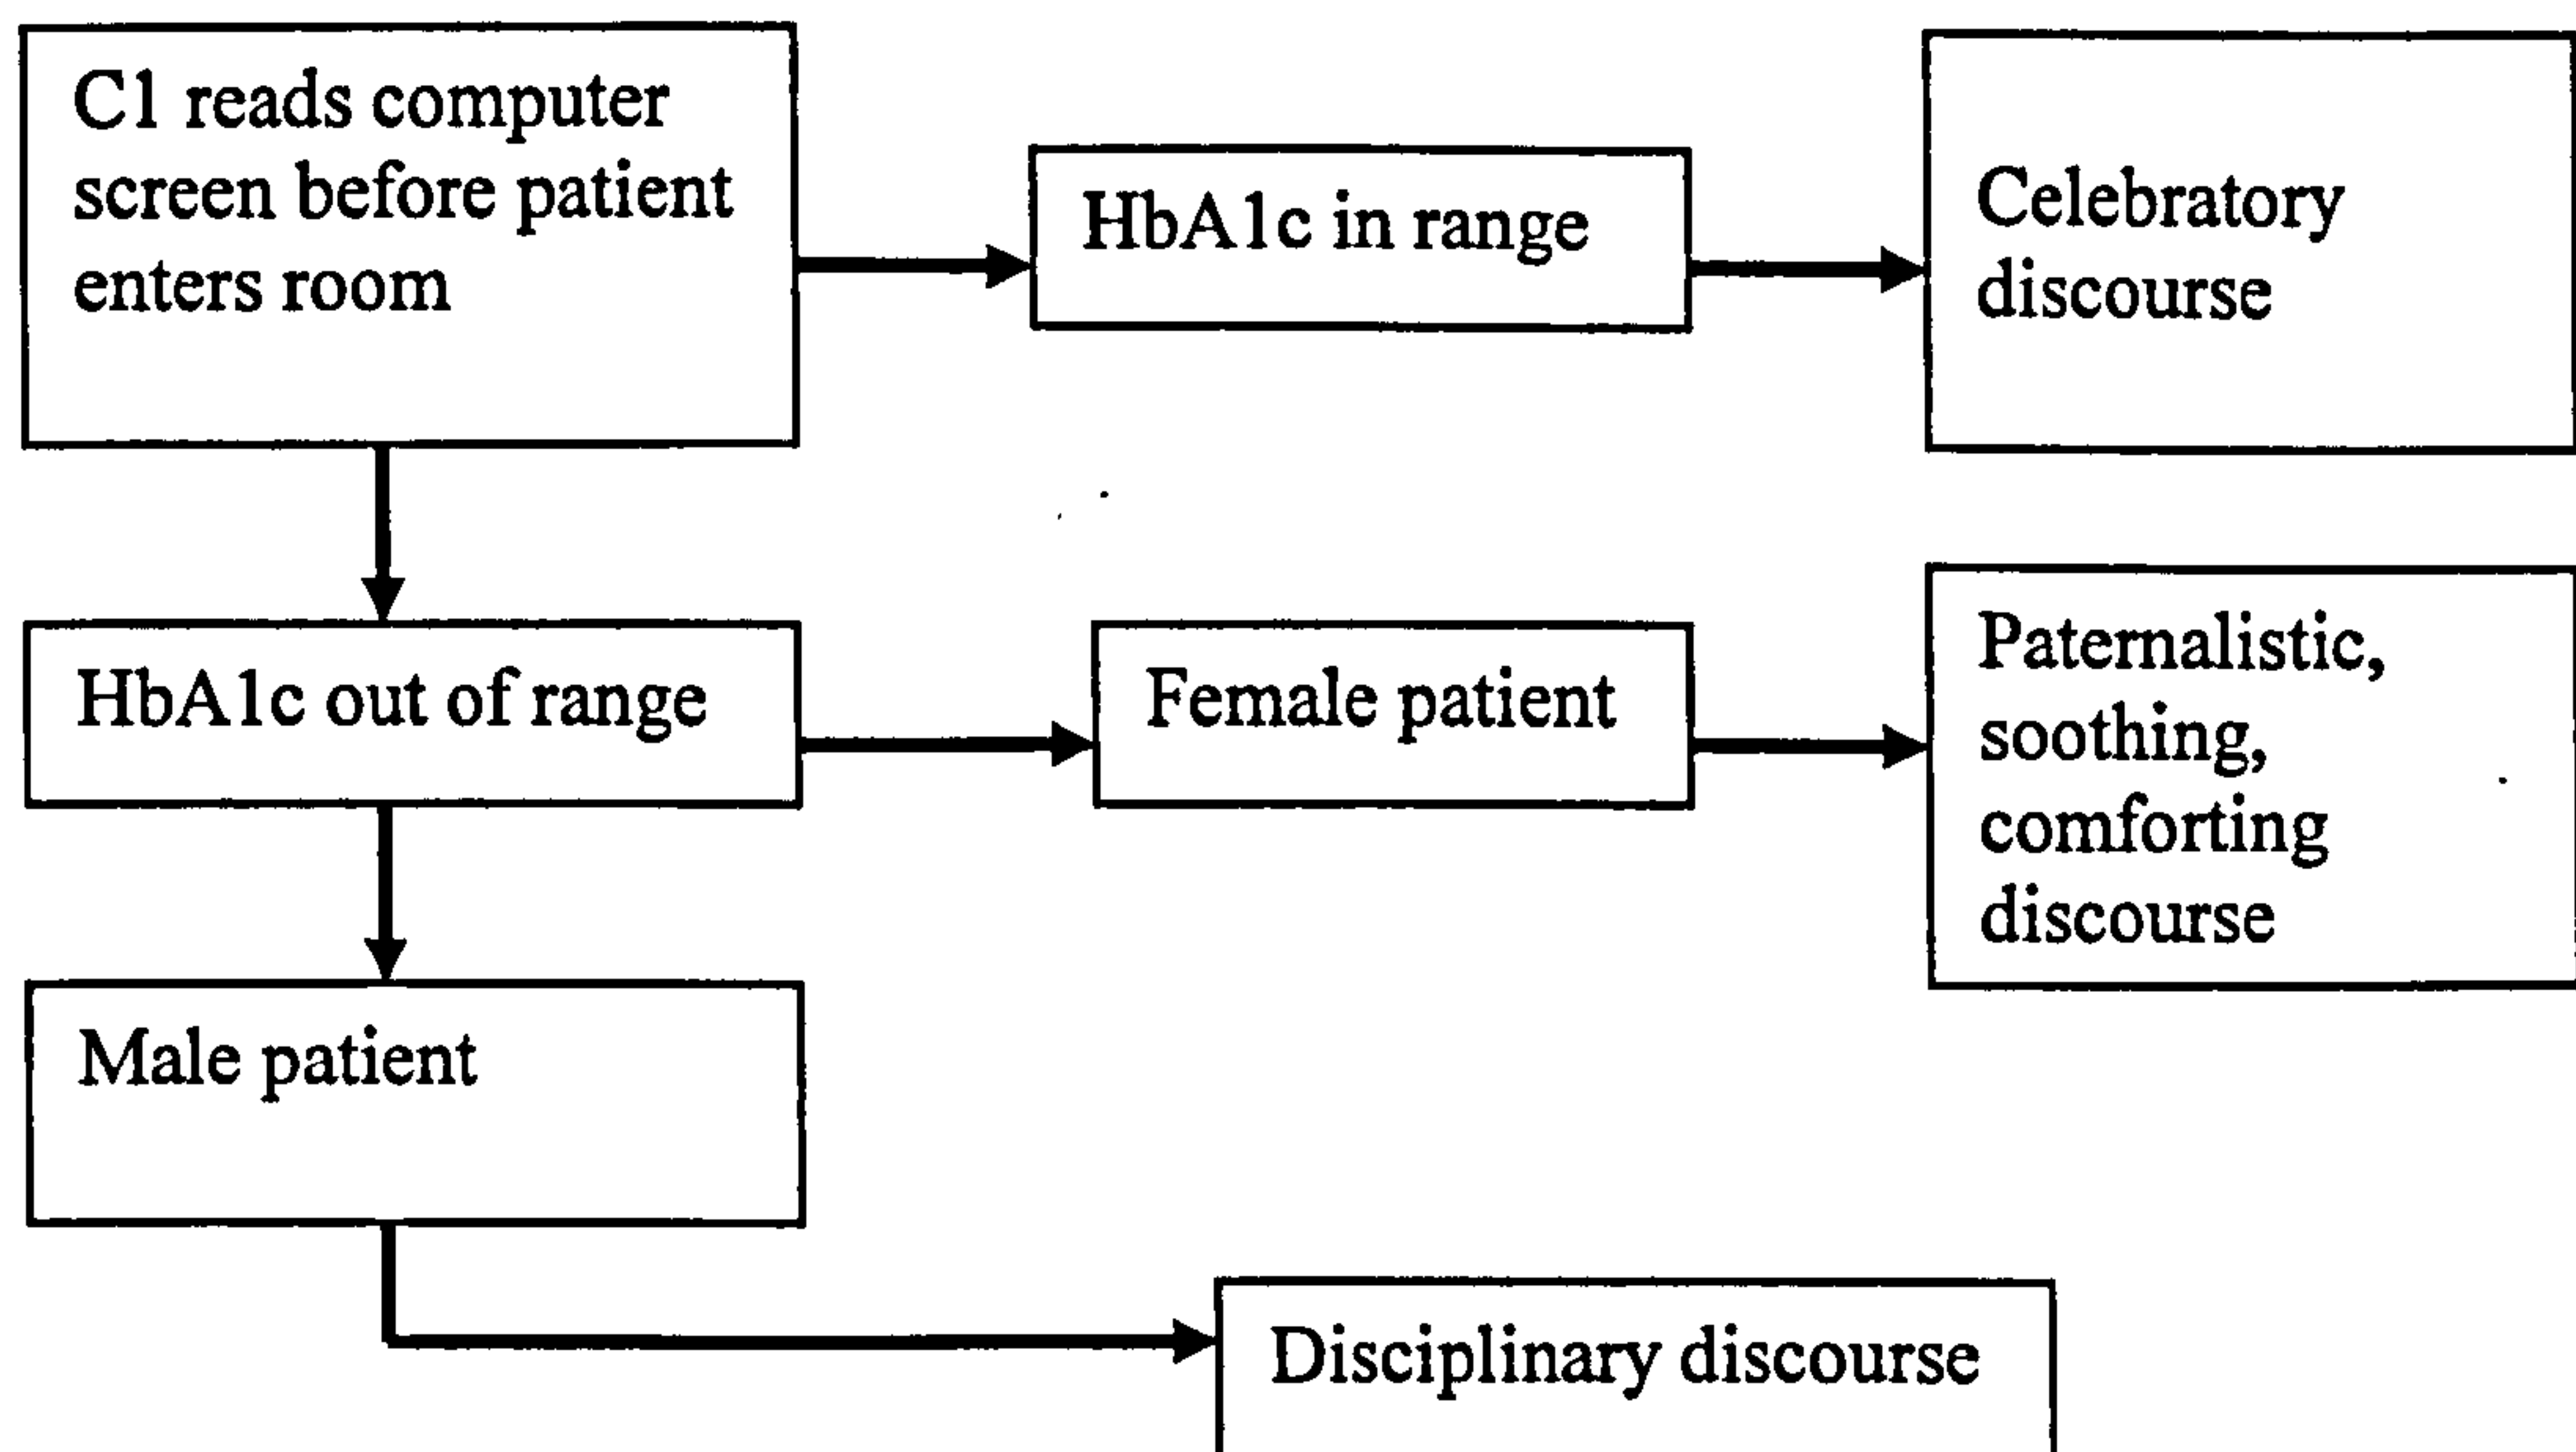 C1 reads computer
screen before patient
enters room
HbA1c in range
Celebratory
discourse
HbA1c out of range
Female patient
Paternalistic,
soothing,
comforting
discourse
Male patient
Disciplinary discourse